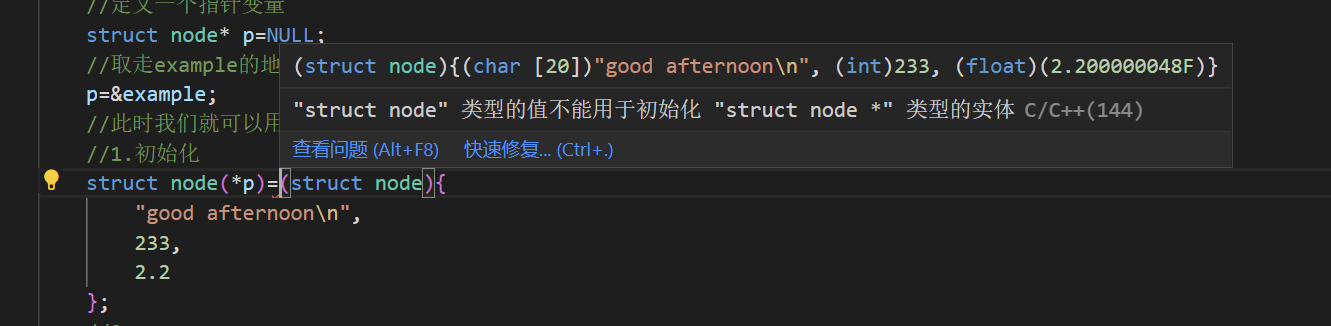 //定义一个指针变量
struct node* p=NULL;
//取走example的地
(struct node){(char [20])"good afternoon\n", (int)233, (float)(2.200000048F)}
p=&example;
"struct node" 类型的值不能用于初始化 "struct node *" 类型的实体 C/C++(144)
//此时我们就可以用
//1.初始化
查看问题 (Alt+F8) 快速修复... (Ctrl+.)
struct node(*p)=(struct node){
"good afternoon\n",
233,
2.2
};